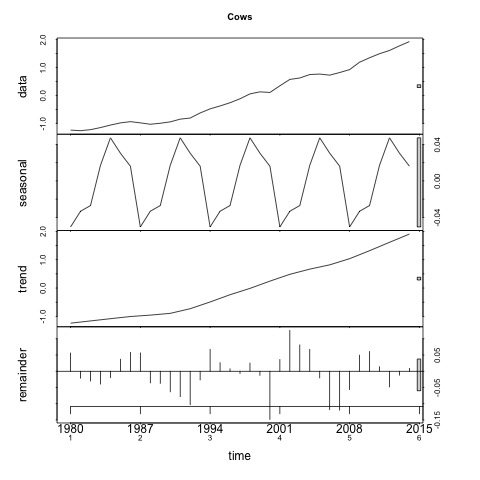 Cows
data
-1.0 0.0 1.0 2.0
seasonal
-0.04 0.00 0.04
trend
-1.0 0.0 1.0 2.0
remainder
-0.15 -0.05 0.05
1980 1987 1994 2001 2008 2015
1 2 3 4 5 6
time